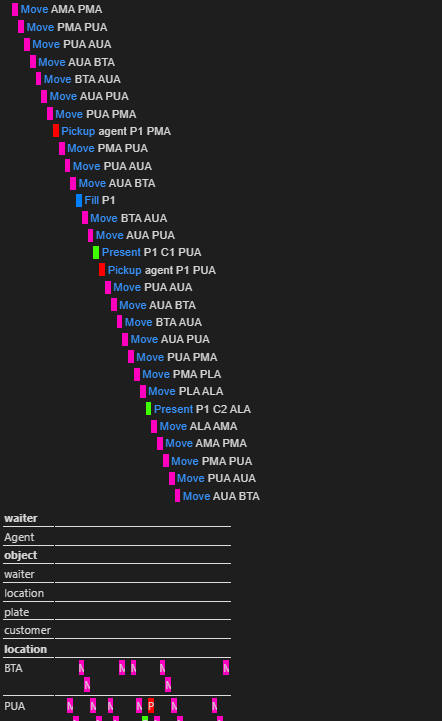 Move AMA PMA
Move PMA PUA
Move PUA AUA
Move AUA BTA
Move BTA AUA
Move AUA PUA
Move PUA PMA
Pickup agent P1 PMA
Move PMA PUA
Move PUA AUA
Move AUA BTA
Fill P1
Move BTA AUA
Move AUA PUA
Present P1 C1 PUA
Pickup agent P1 PUA
Move PUA AUA
Move AUA BTA
Move BTA AUA
Move AUA PUA
Move PUA PMA
Move PMA PLA
Move PLA ALA
Present P1 C2 ALA
Move ALA AMA
Move AMA PMA
Move PMA PUA
Move PUA AUA
Move AUA BTA
waiter
Agent
object
waiter
location
plate
customer
location
BTA
PUA
P